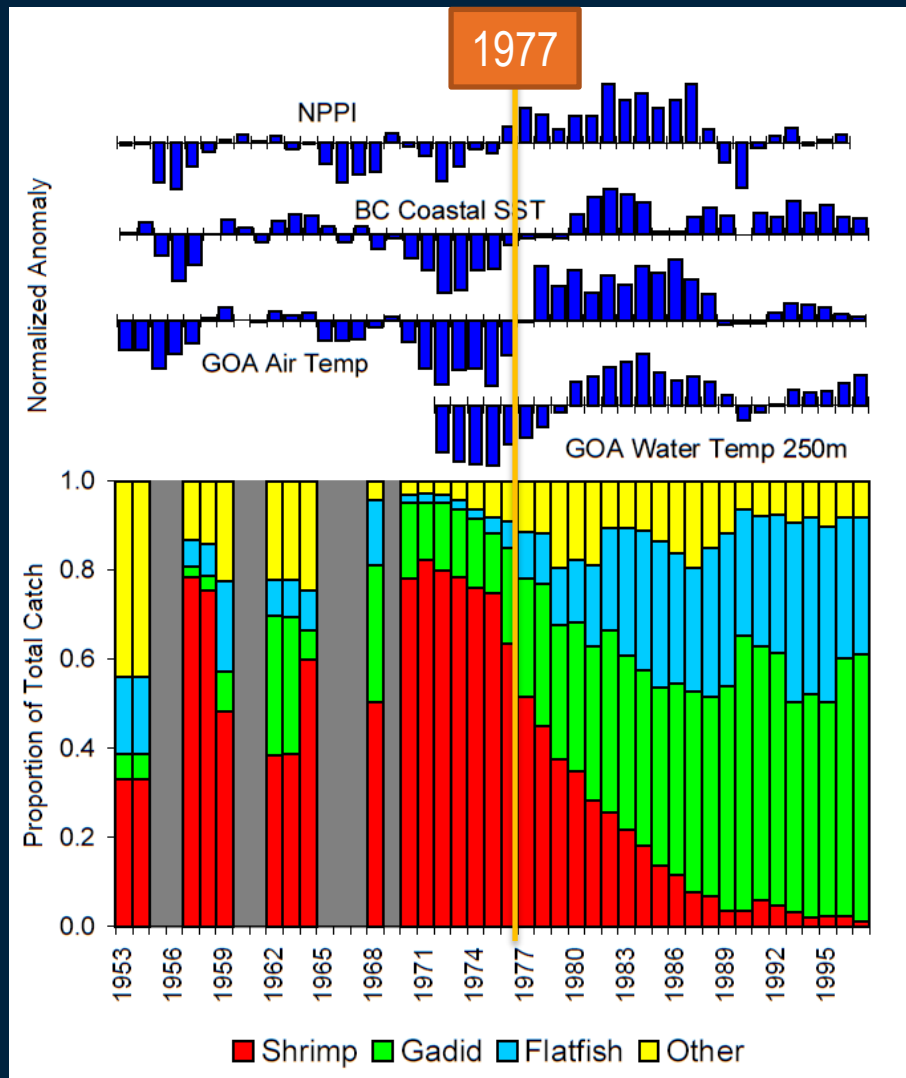 1977
NPPI
BC Coastal SST
GOA Air Temp
GOA Water Temp 250m
Normalized Anomaly
1.0
0.8
0.6
0.4
0.2
0.0
Proportion of Total Catch
1953 1956 1959 1962 1965 1968 1971 1974 1977 1980 1983 1986 1989 1992 1995
Shrimp Gadid Flatfish Other